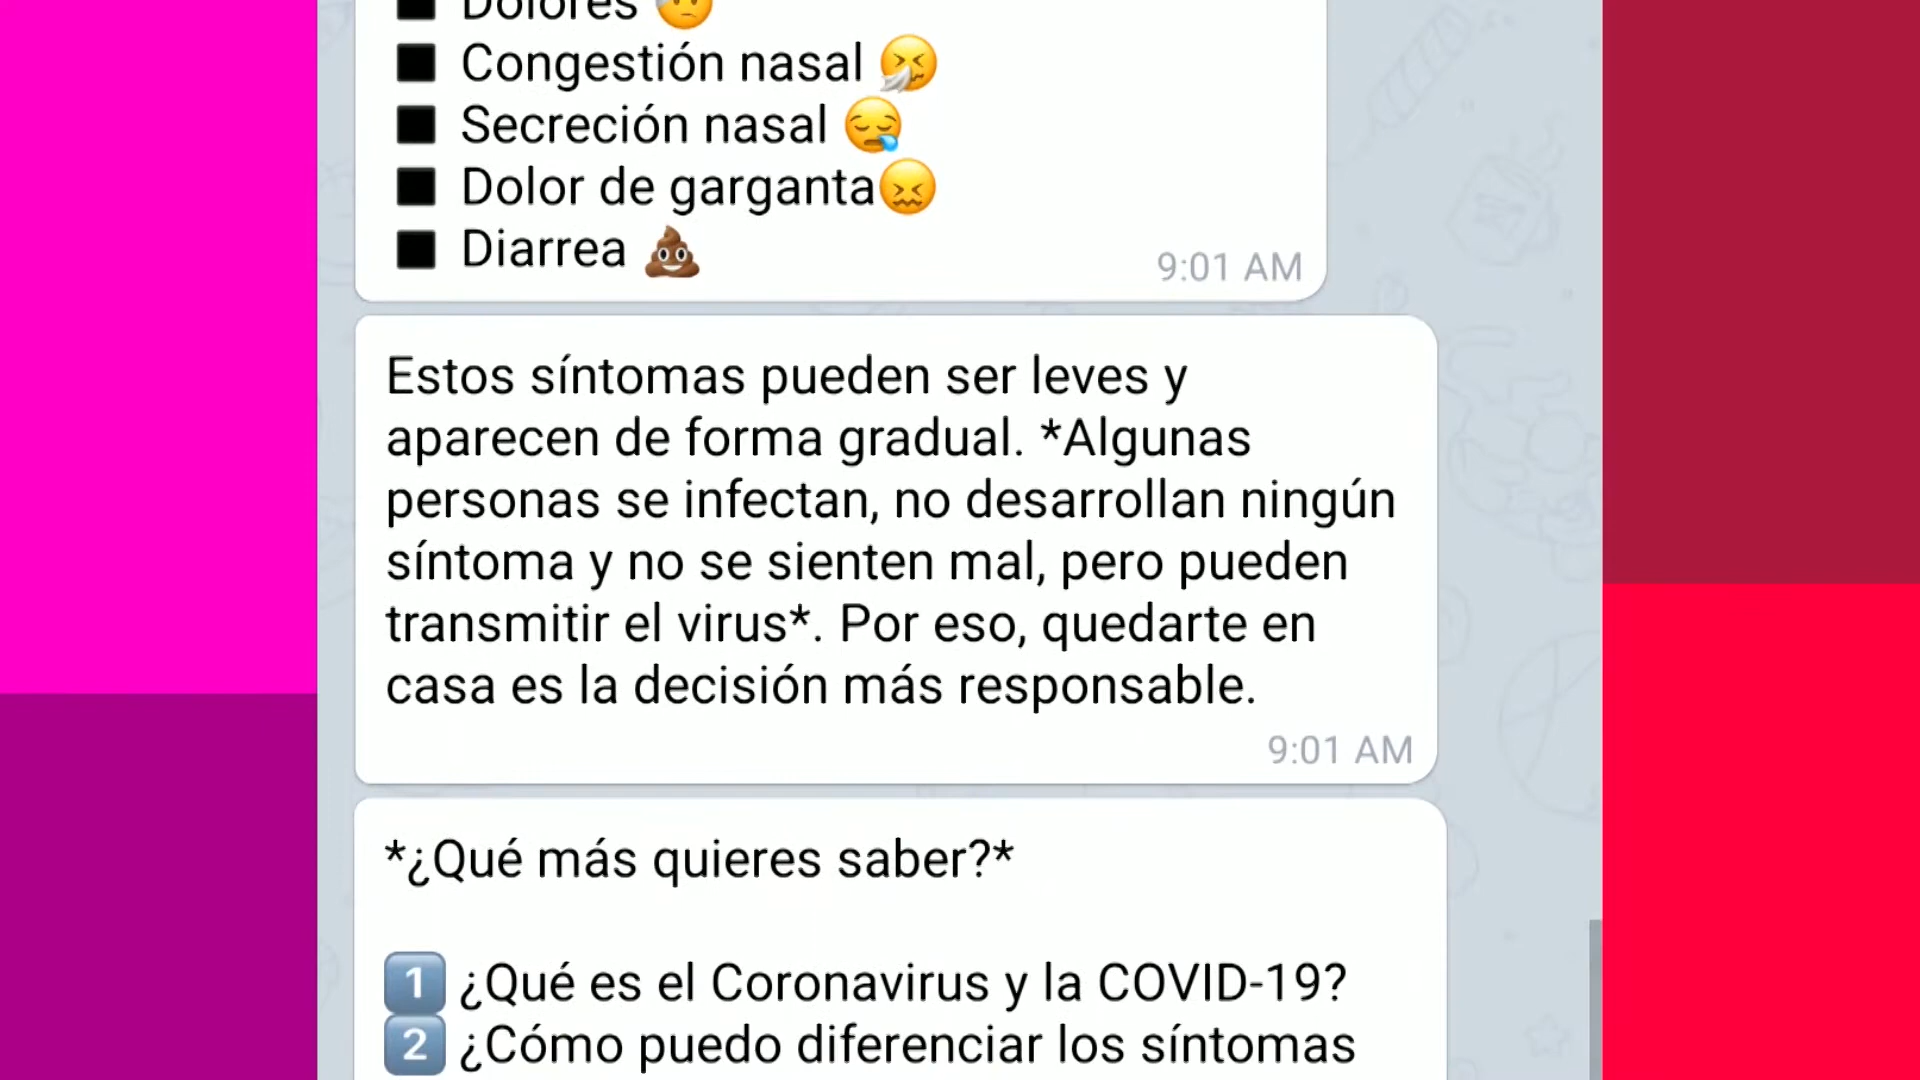 ■ Dolores 🤕
■ Congestión nasal 🤧
■ Secreción nasal 😪
■ Dolor de garganta😖
■ Diarrea 💩
9:01 AM
Estos síntomas pueden ser leves y
aparecen de forma gradual. *Algunas
personas se infectan, no desarrollan ningún
síntoma y no se sienten mal, pero pueden
transmitir el virus*. Por eso, quedarte en
casa es la decisión más responsable.
9:01 AM
*¿Qué más quieres saber?*
1️⃣ ¿Qué es el Coronavirus y la COVID-19?
2️⃣ ¿Cómo puedo diferenciar los síntomas